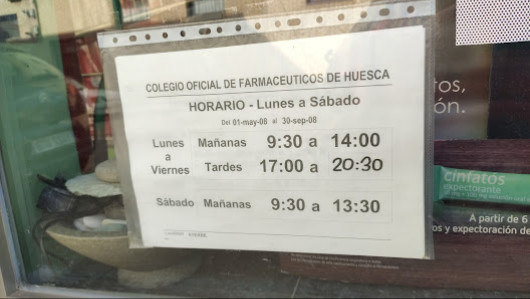 COLEGIO OFICIAL DE FARMACEUTICOS DE HUESCA
HORARIO - Lunes a Sábado
Del 01-may-08 al 30-sep-08
Lunes a Viernes Mañanas 9:30 a 14:00
Tardes 17:00 a 20:30
Sábado Mañanas 9:30 a 13:30
tos,
ón.
cinfatos
expectorante
A partir de 6
os y expectoración de